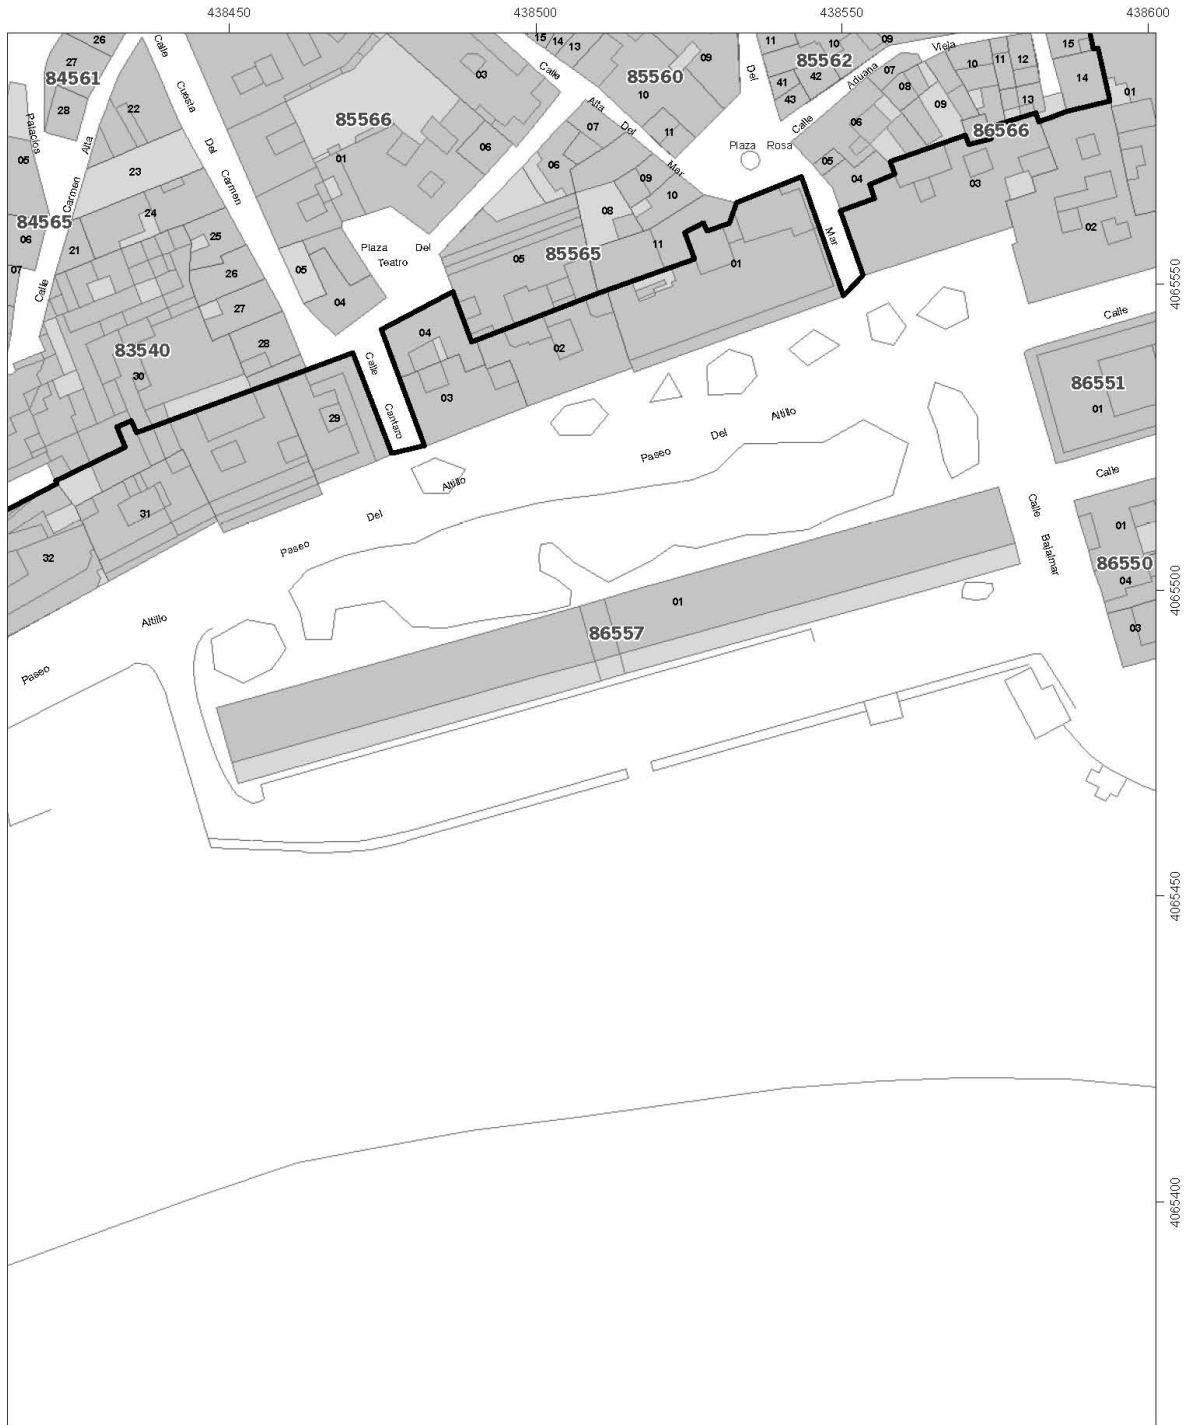 438450 438500 438550 438600
26
27
84561
28
22
Calle
Cuesta
Del
Carmen
Palacios
05
Alta
Carmen
Calle
23
24
84565
06
07
21
25
26
27
28
83540
30
29
31
32
85566
03
01
06
05
04
Plaza Del
Teatro
15 14 13
Calle
Alta
Del
Mar
85560
09
10
11
07
06
09
10
08
11
05
85565
01
04
02
03
Calle
Cantaro
Del
11
85562
10
09
41 42
43
Calle
Aduana
Vieja
07
08
09
10
11
12
13
06
05
04
86566
03
15
14
01
02
Plaza Rosa
Mar
Calle
86551
01
Calle
01
86550
04
03
Calle
Bajalmar
Paseo Del Altillo
Paseo Del Altillo
Paseo Altillo
01
86557
4065550
4065500
4065450
4065400